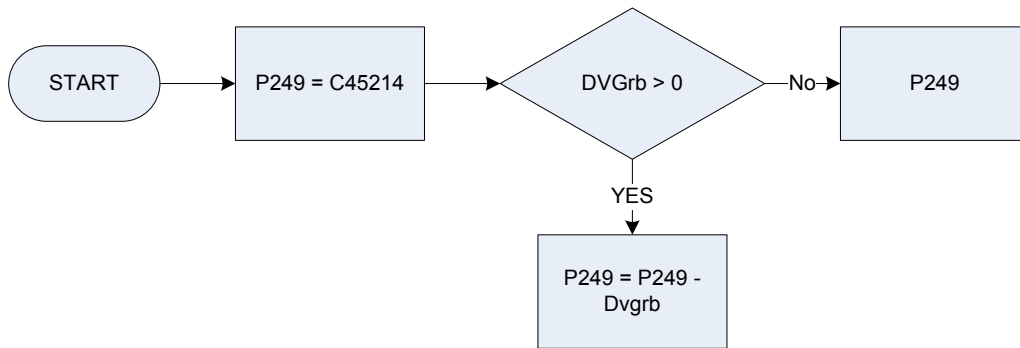 START
P249 = C45214
DVGrb > 0
No
P249
YES
P249 = P249 -
Dvgrb